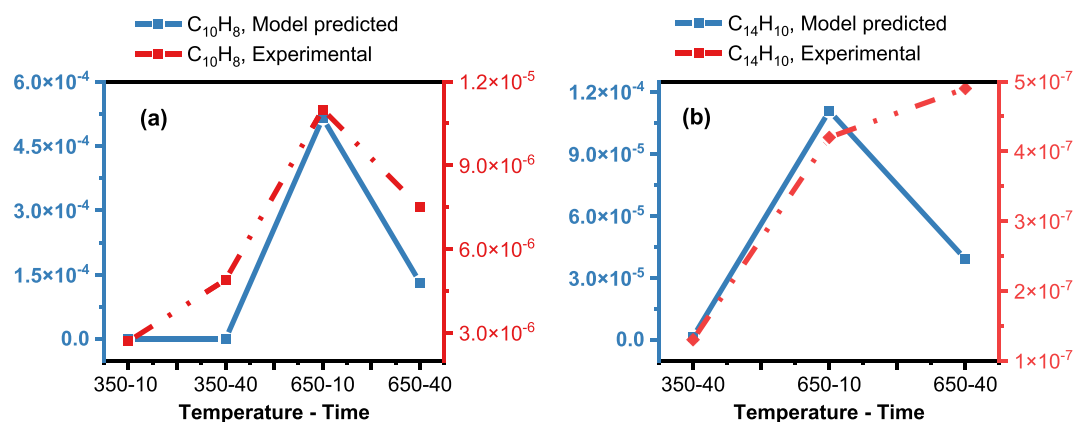 C₁₀H₈, Model predicted
C₁₀H₈, Experimental
(a)
6.0×10⁻⁴
4.5×10⁻⁴
3.0×10⁻⁴
1.5×10⁻⁴
0.0
1.2×10⁻⁵
9.0×10⁻⁶
6.0×10⁻⁶
3.0×10⁻⁶
350-10 350-40 650-10 650-40
Temperature - Time
C₁₄H₁₀, Model predicted
C₁₄H₁₀, Experimental
(b)
1.2×10⁻⁴
9.0×10⁻⁵
6.0×10⁻⁵
3.0×10⁻⁵
0.0
5×10⁻⁷
4×10⁻⁷
3×10⁻⁷
2×10⁻⁷
1×10⁻⁷
350-40 650-10 650-40
Temperature - Time